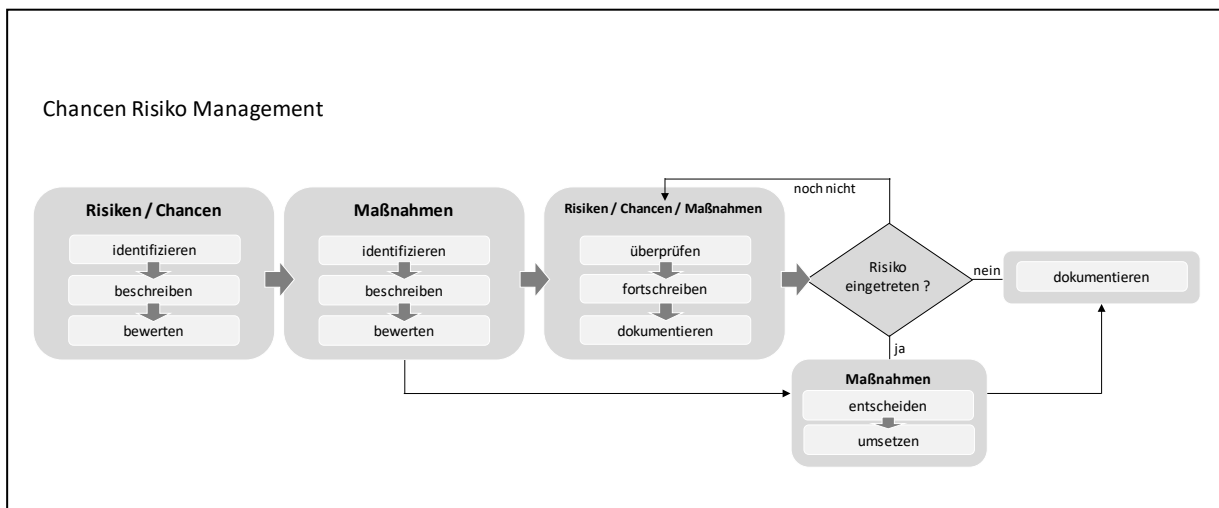 Chancen Risiko Management
Risiken / Chancen
identifizieren
beschreiben
bewerten
Maßnahmen
identifizieren
beschreiben
bewerten
Risiken / Chancen / Maßnahmen
überprüfen
fortschreiben
dokumentieren
noch nicht
Risiko
eingetreten ?
nein
dokumentieren
ja
Maßnahmen
entscheiden
umsetzen